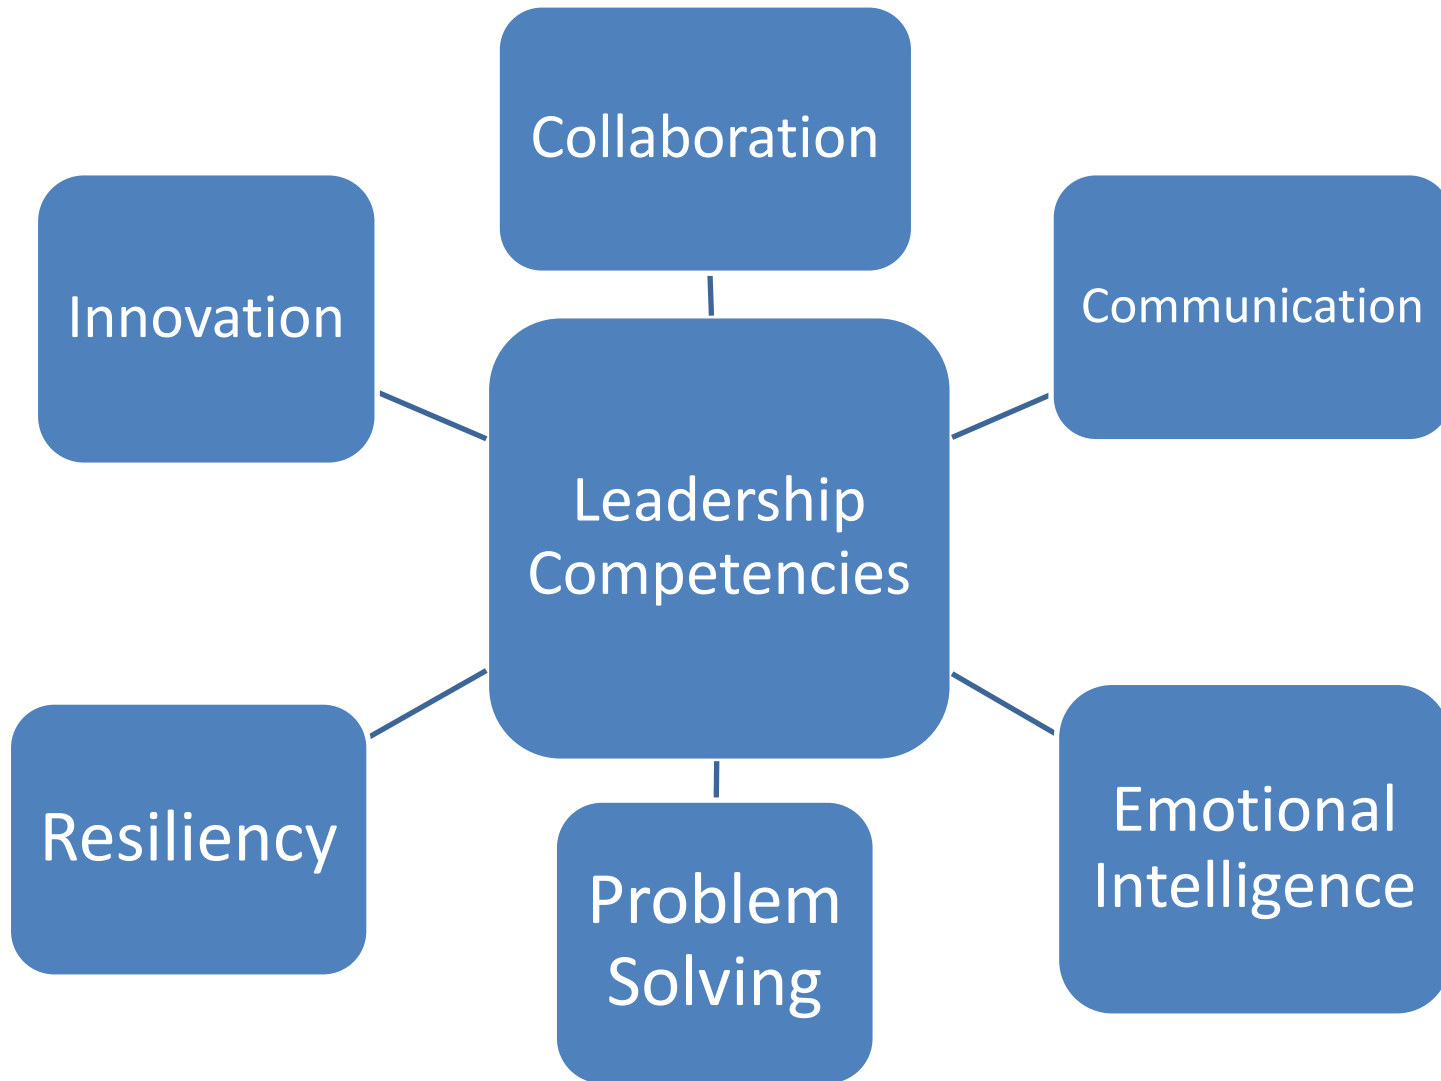 Collaboration
Innovation
Communication
Leadership
Competencies
Resiliency
Emotional
Intelligence
Problem
Solving